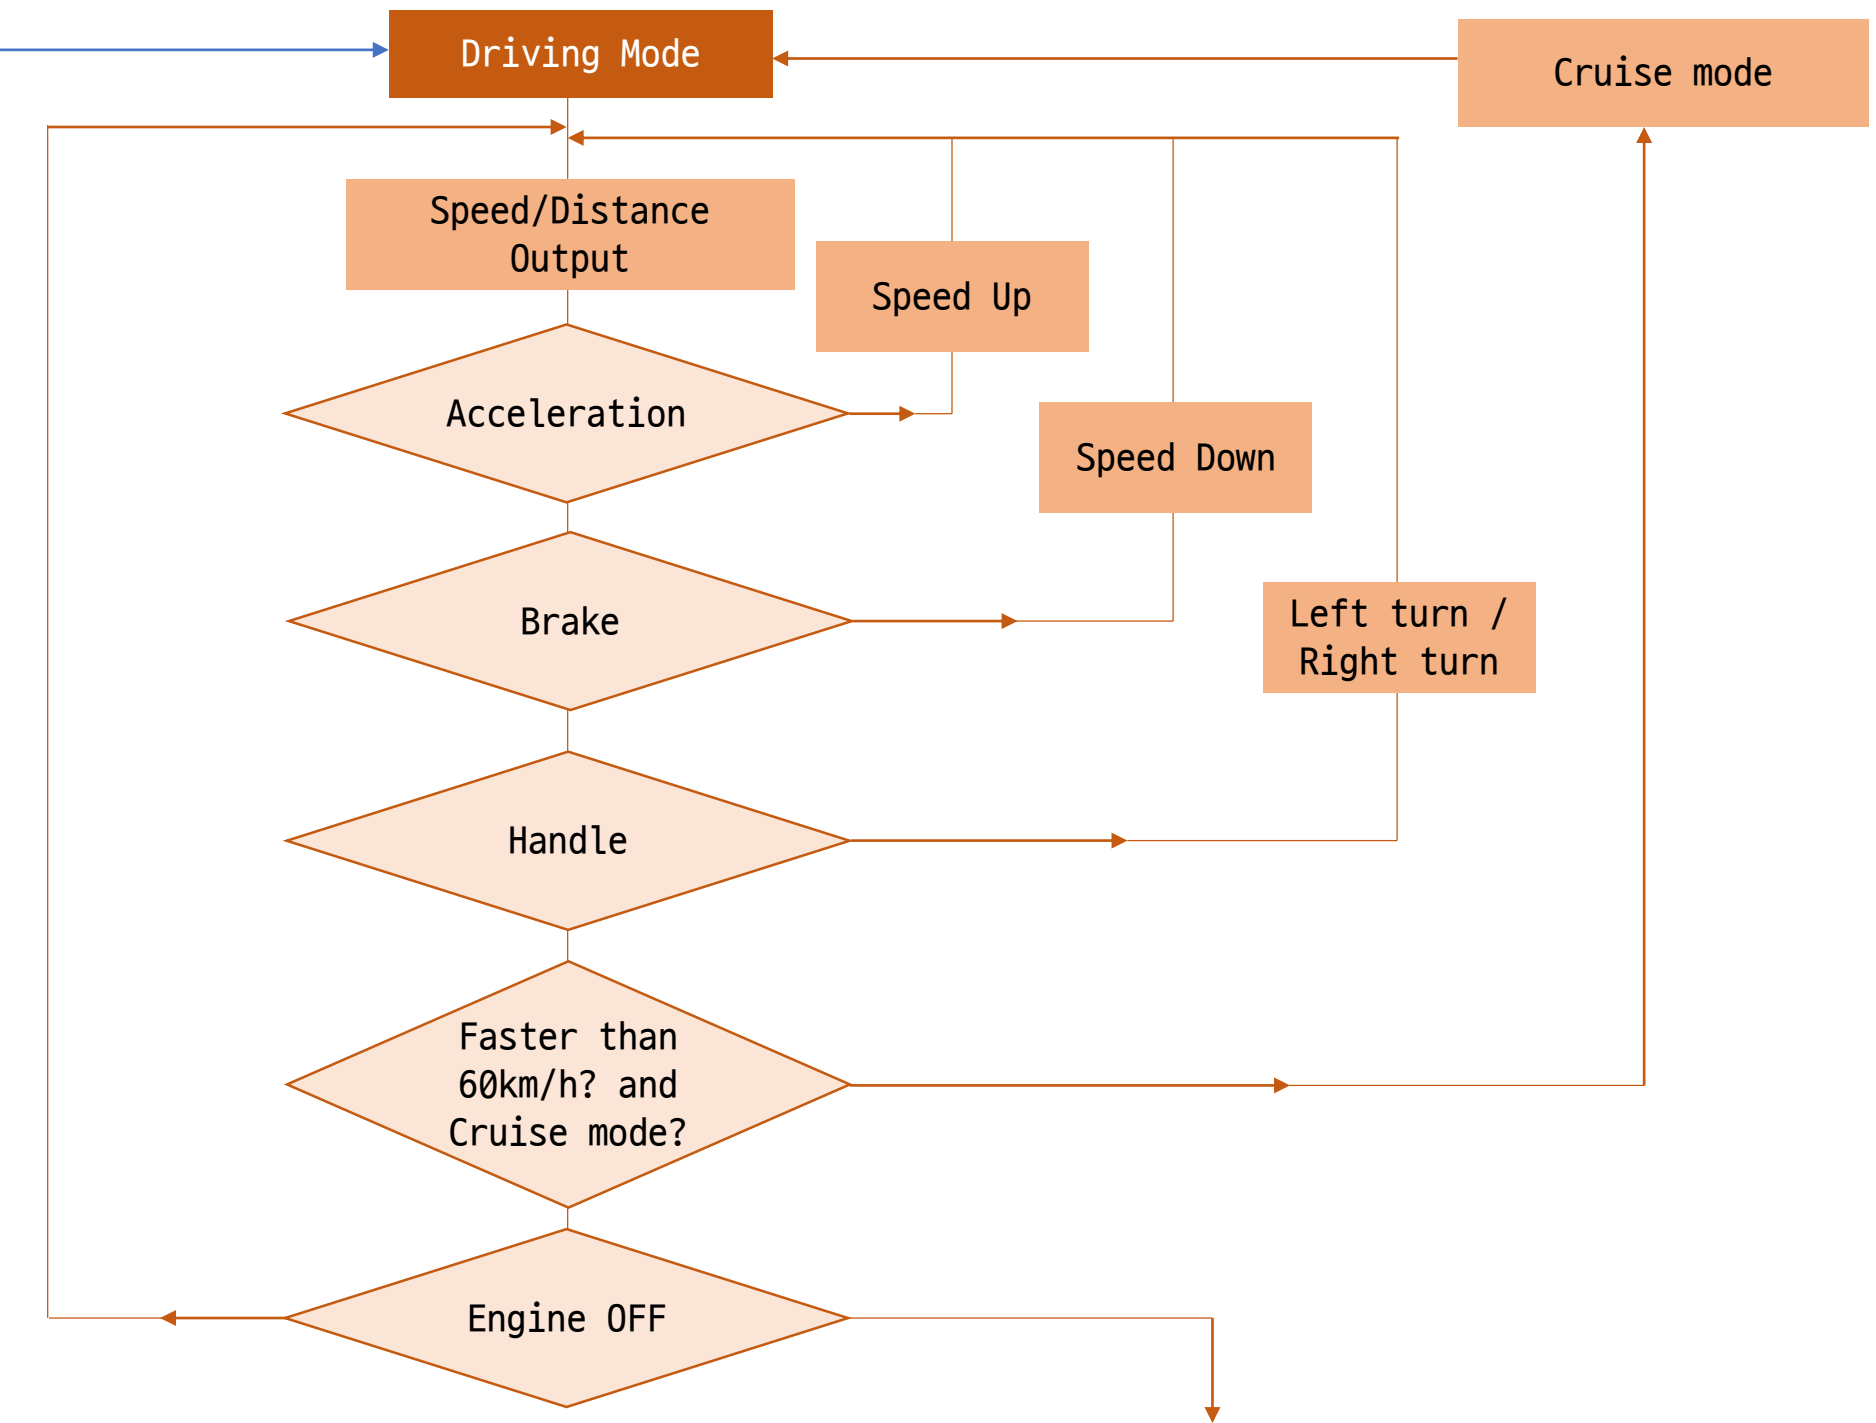 Driving Mode
Cruise mode
Speed/Distance
Output
Speed Up
Acceleration
Speed Down
Brake
Left turn /
Right turn
Handle
Faster than
60km/h? and
Cruise mode?
Engine OFF